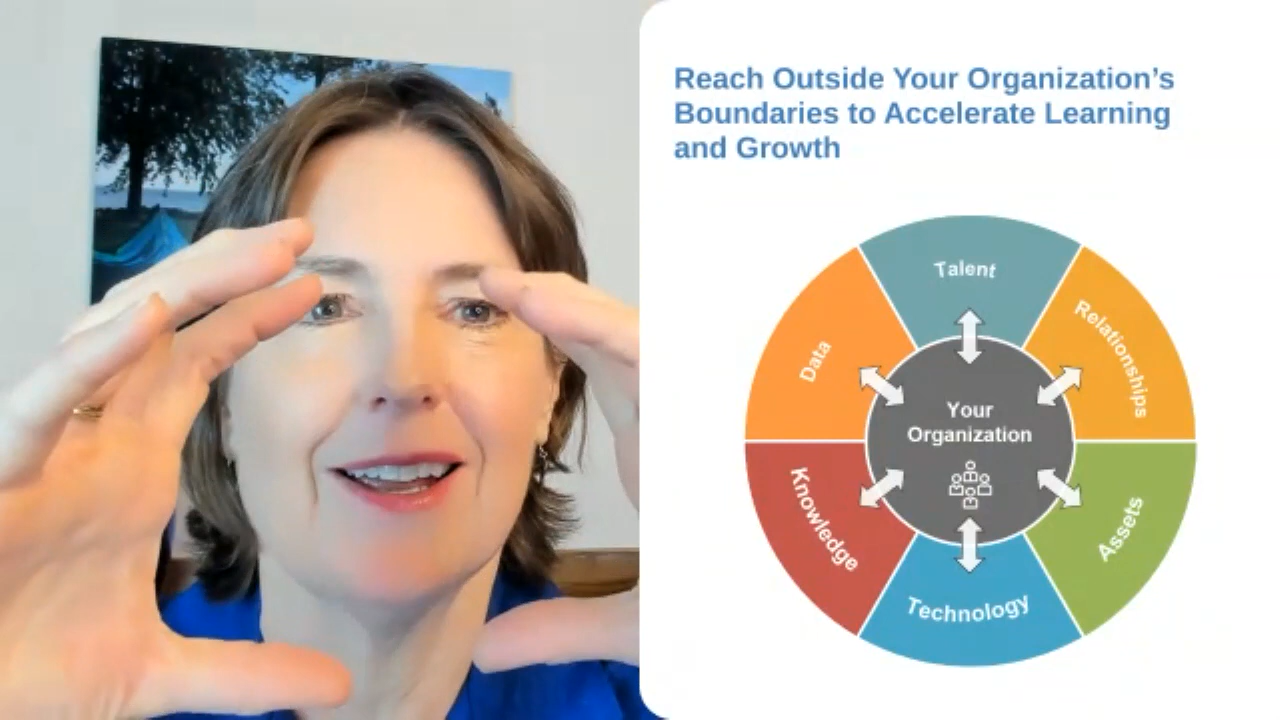 Reach Outside Your Organization’s
Boundaries to Accelerate Learning
and Growth
Talent
Relationships
Data
Your
Organization
Knowledge
Assets
Technology